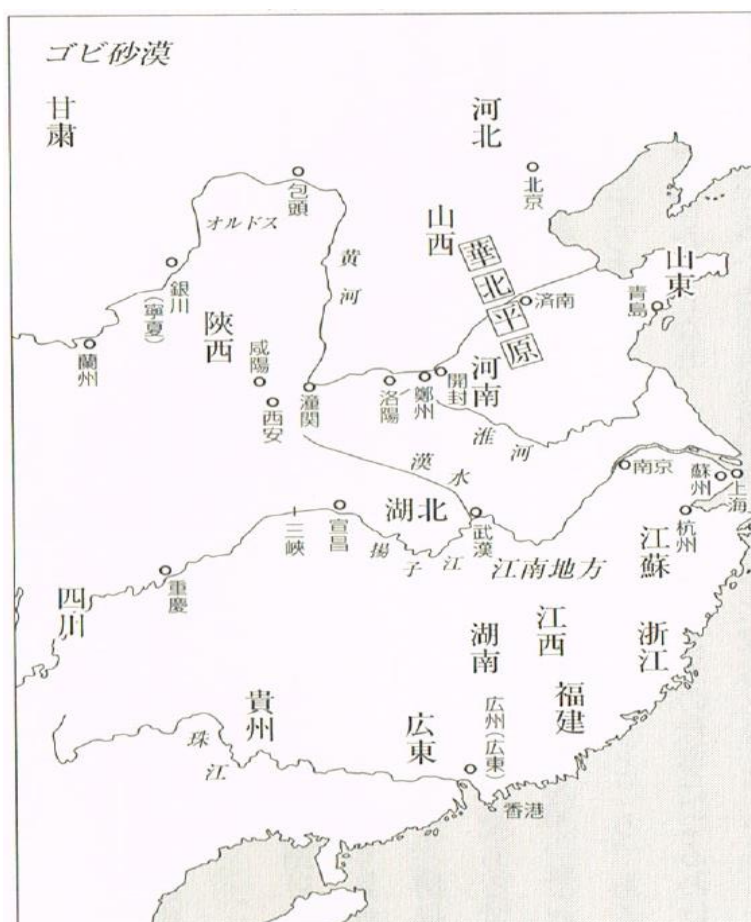 ゴビ砂漠
甘粛
河北
北京
包頭
オルドス
山西
黄河
華北平原
山東
銀川
(寧夏)
済南
青島
陝西
蘭州
咸陽
西安
潼関
洛陽
鄭州
開封
河南
淮河
漢水
南京
蘇州
上海
湖北
宣昌
三峡
武漢
杭州
揚子江
江南地方
江蘇
四川
重慶
湖南
江西
浙江
福建
貴州
広東
広州(広東)
珠江
香港